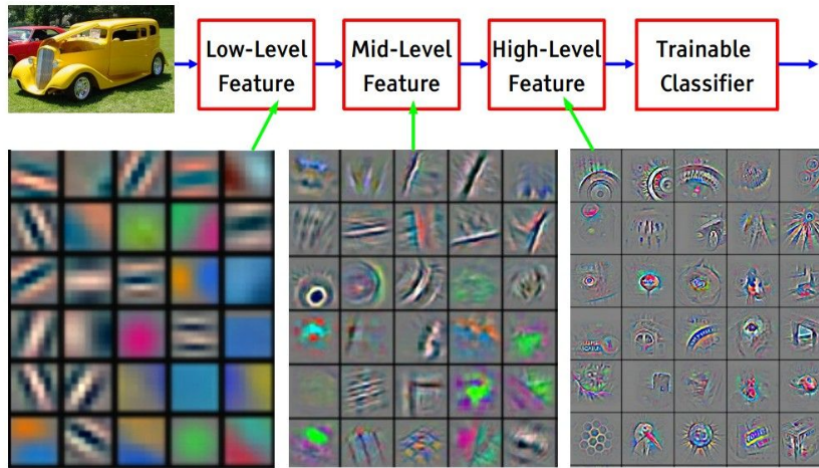 Low-Level
Feature
Mid-Level
Feature
High-Level
Feature
Trainable
Classifier